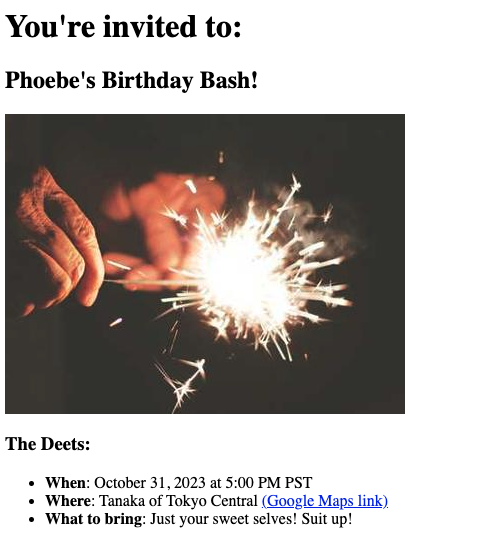 You're invited to:
Phoebe's Birthday Bash!
The Deets:
• When: October 31, 2023 at 5:00 PM PST
• Where: Tanaka of Tokyo Central (Google Maps link)
• What to bring: Just your sweet selves! Suit up!